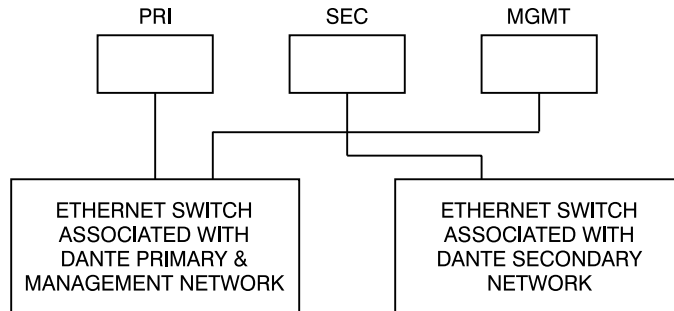 PRI
SEC
MGMT
ETHERNET SWITCH
ASSOCIATED WITH
DANTE PRIMARY &
MANAGEMENT NETWORK
ETHERNET SWITCH
ASSOCIATED WITH
DANTE SECONDARY
NETWORK